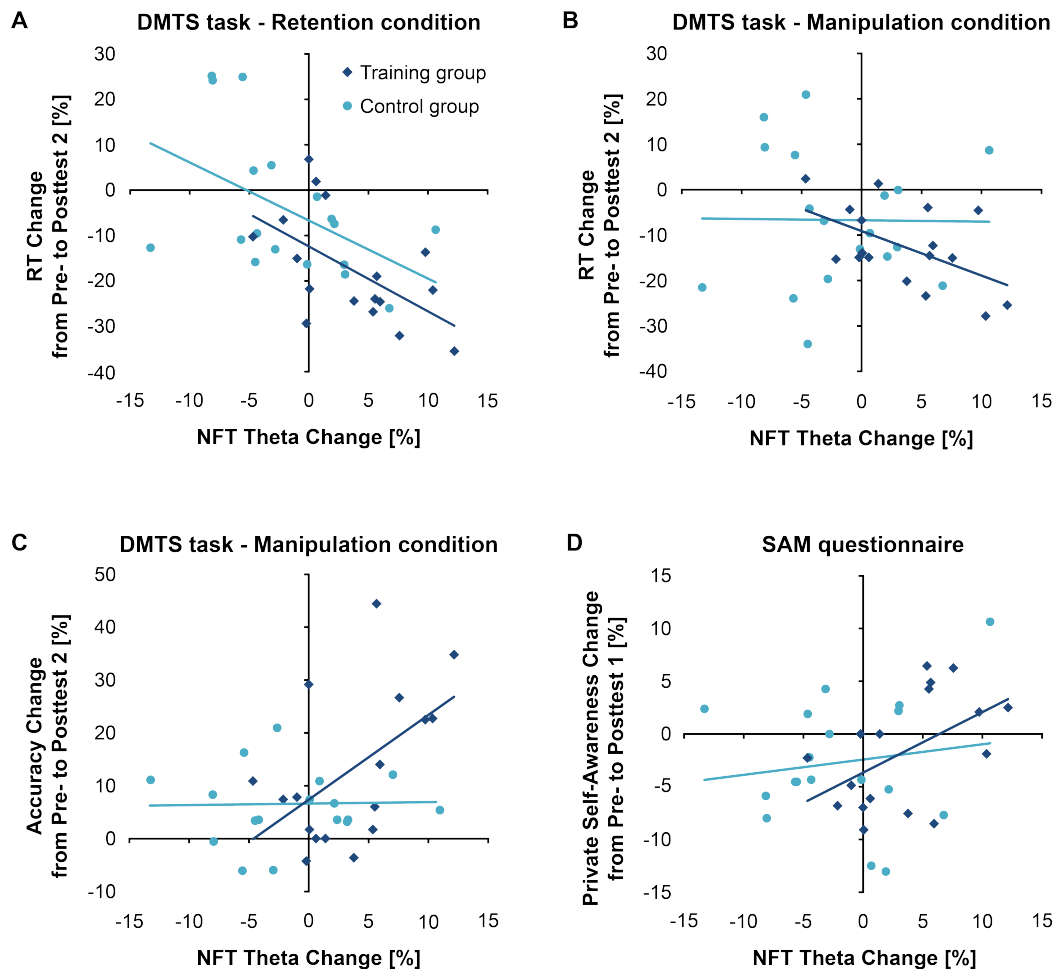 A
DMTS task - Retention condition
30
20
10
0
-10
-20
-30
-40
-15
-10
-5
0
5
10
15
RT Change
from Pre- to Posttest 2 [%]
NFT Theta Change [%]
Training group
Control group
B
DMTS task - Manipulation condition
30
20
10
0
-10
-20
-30
-40
-15
-10
-5
0
5
10
15
RT Change
from Pre- to Posttest 2 [%]
NFT Theta Change [%]
C
DMTS task - Manipulation condition
50
40
30
20
10
0
-10
-15
-10
-5
0
5
10
15
Accuracy Change
from Pre- to Posttest 2 [%]
NFT Theta Change [%]
D
SAM questionnaire
15
10
5
0
-5
-10
-15
-15
-10
-5
0
5
10
15
Private Self-Awareness Change
from Pre- to Posttest 1 [%]
NFT Theta Change [%]